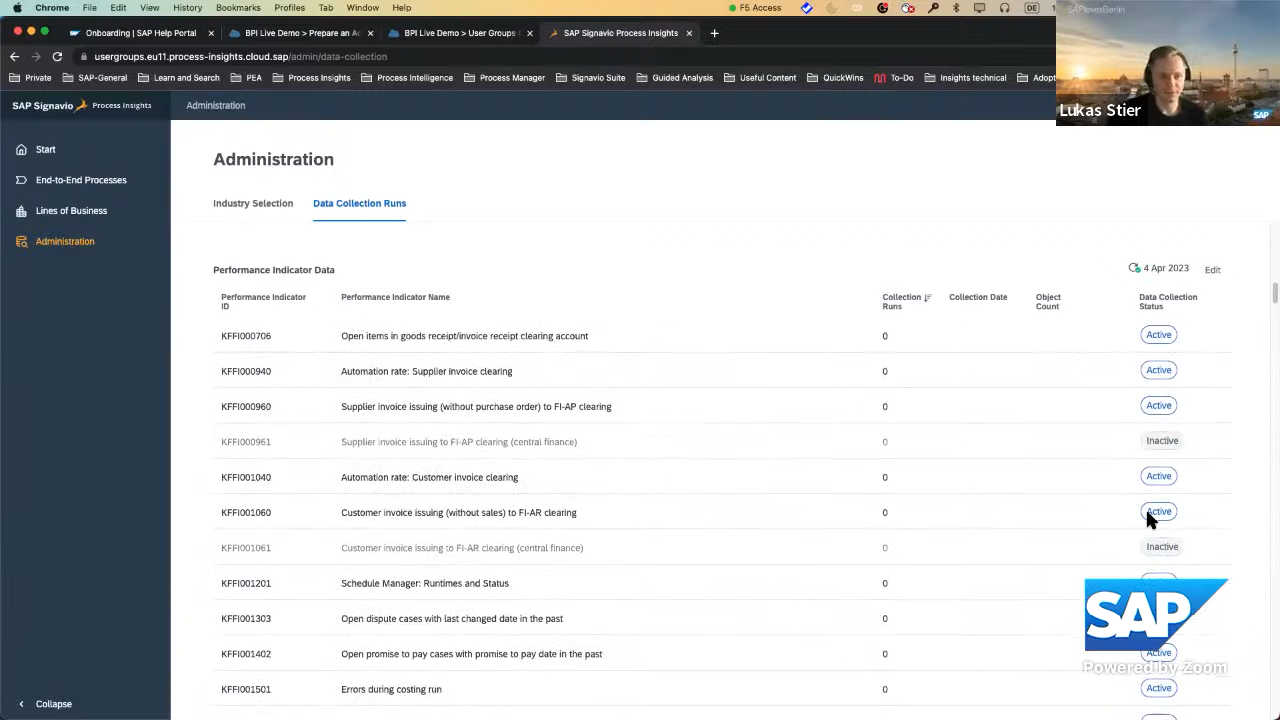 F5 Access
DE
SAPlovesBerlin
Onboarding | SAP Help Portal
BPI Live Demo > Prepare an Ac
BPI Live Demo > User Groups E
SAP Signavio Process Insights
usergroups.eu11.process-insights.cloud.sap/admin/data-collection
Private
SAP-General
Learn and Search
PEA
Process Insights
Process Intelligence
Process Manager
Signavio Suite
Guided Analysis
Useful Content
QuickWins
To-Do
Insights technical
Adopt
Lukas Stier
SAP
SAP Signavio Process Insights
Administration
Start
End-to-End Processes
Lines of Business
Administration
Collapse
Administration
Industry Selection
Data Collection Runs
Performance Indicator Data
4 Apr 2023
Edit
Performance Indicator ID
Performance Indicator Name
Collection Runs
Collection Date
Object Count
Data Collection Status
KFFI000706 Open items in goods receipt/invoice receipt clearing account 0 Active
KFFI000940 Automation rate: Supplier invoice clearing 0 Active
KFFI000960 Supplier invoice issuing (without purchase order) to FI-AP clearing 0 Active
KFFI000961 Supplier invoice issuing to FI-AP clearing (central finance) 0 Inactive
KFFI001040 Automation rate: Customer invoice clearing 0 Active
KFFI001060 Customer invoice issuing (without sales) to FI-AR clearing 0 Active
KFFI001061 Customer invoice issuing to FI-AR clearing (central finance) 0 Inactive
KFFI001201 Schedule Manager: Runtimes and Status 0
KFFI001303 Open dispute cases with last changed date in the past 0
KFFI001402 Open promise to pay cases with promise to pay date in the past 0 Active
KFFI001501 Errors during costing run 0 Active
SAP
Powered by Zoom